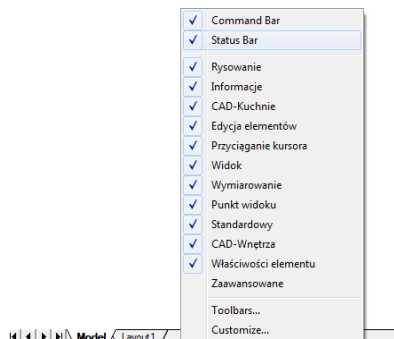 Command Bar
Status Bar
Rysowanie
Informacje
CAD-Kuchnie
Edycja elementów
Przyciąganie kursora
Widok
Wymiarowanie
Punkt widoku
Standardowy
CAD-Wnętrza
Właściwości elementu
Zaawansowane
Toolbars...
Customize...
Model Layout1